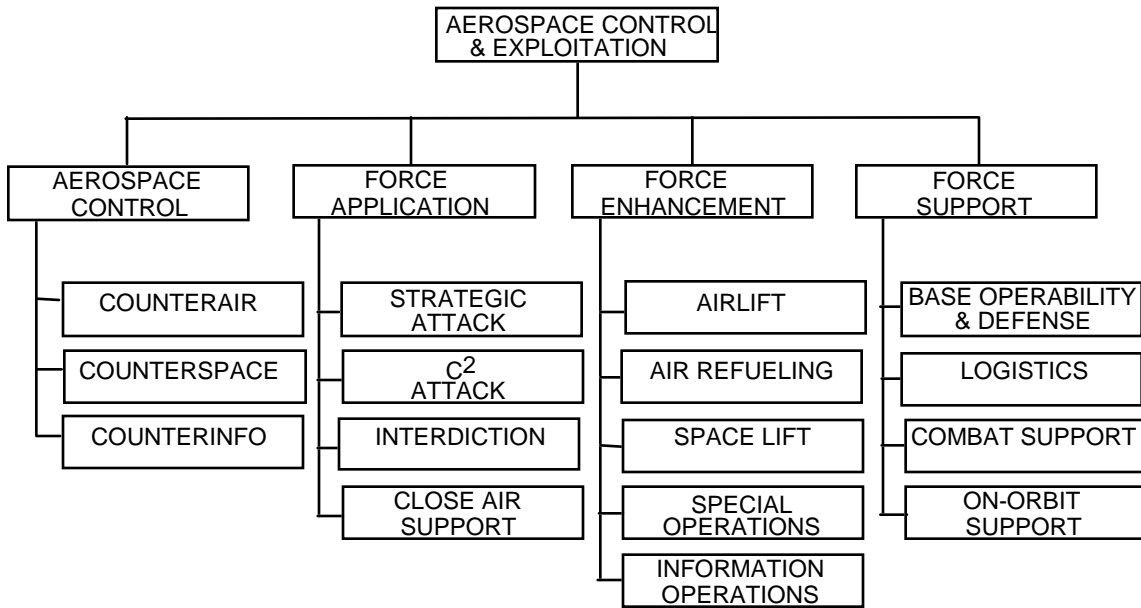 AEROSPACE CONTROL
& EXPLOITATION
AEROSPACE
CONTROL
FORCE
APPLICATION
FORCE
ENHANCEMENT
FORCE
SUPPORT
COUNTERAIR
COUNTERSPACE
COUNTERINFO
STRATEGIC
ATTACK
C²
ATTACK
INTERDICTION
CLOSE AIR
SUPPORT
AIRLIFT
AIR REFUELING
SPACE LIFT
SPECIAL
OPERATIONS
INFORMATION
OPERATIONS
BASE OPERABILITY
& DEFENSE
LOGISTICS
COMBAT SUPPORT
ON-ORBIT
SUPPORT